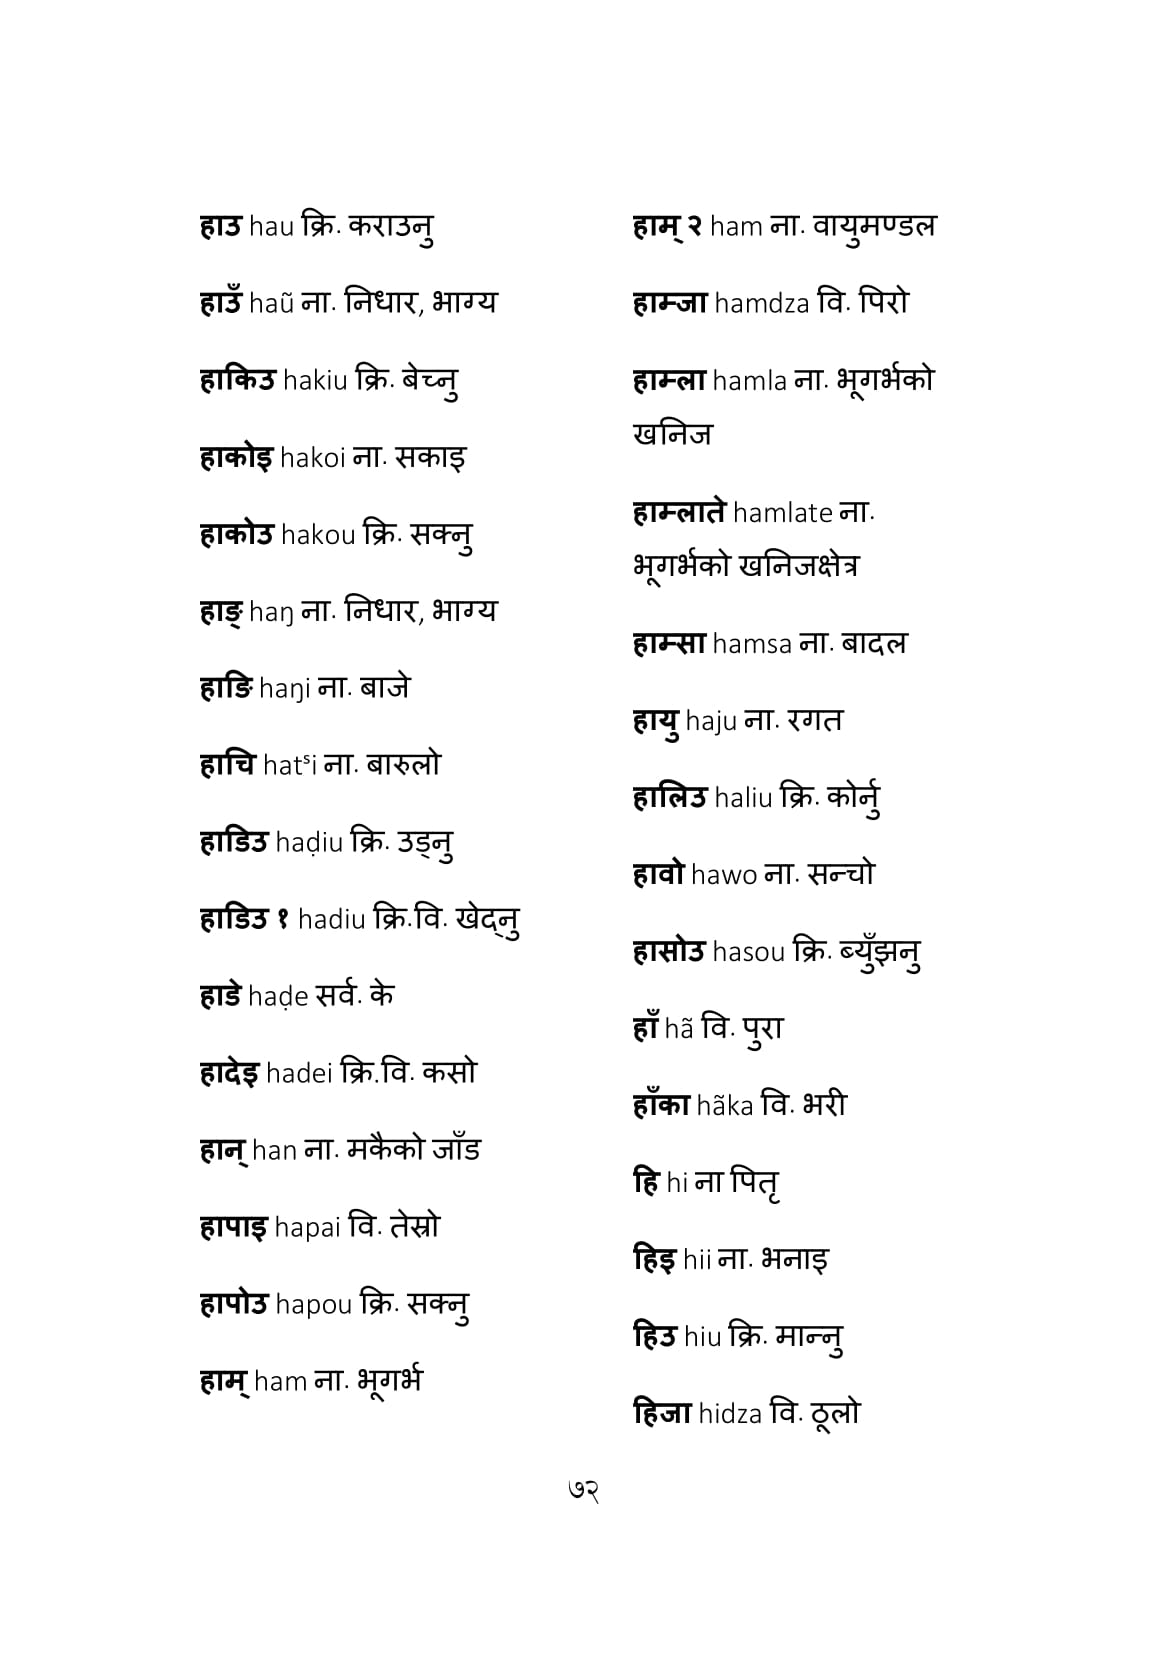 हाउ hau क्रि. कराउनु
हाउँ haũ ना. निधार, भाग्य
हाकिउ hakiu क्रि. बेच्नु
हाकोइ hakoi ना. सकाइ
हाकोउ hakou क्रि. सक्नु
हाङ् haŋ ना. निधार, भाग्य
हाङि haŋi ना. बाजे
हाचि hatˢi ना. बारुलो
हाडिउ haḍiu क्रि. उड्नु
हाडिउ १ hadiu क्रि.वि. खेद्‌नु
हाडे haḍe सर्व. के
हादेइ hadei क्रि.वि. कसो
हान् han ना. मकैको जाँड
हापाइ hapai वि. तेस्रो
हापोउ hapou क्रि. सक्नु
हाम् ham ना. भूगर्भ
हाम् २ ham ना. वायुमण्डल
हाम्जा hamdza वि. पिरो
हाम्ला hamla ना. भूगर्भको
खनिज
हाम्लाते hamlate ना.
भूगर्भको खनिजक्षेत्र
हाम्सा hamsa ना. बादल
हायु haju ना. रगत
हालिउ haliu क्रि. कोर्नु
हावो hawo ना. सन्चो
हासोउ hasou क्रि. ब्युँझनु
हाँ hã वि. पुरा
हाँका hãka वि. भरी
हि hi ना पितृ
हिइ hii ना. भनाइ
हिउ hiu क्रि. मान्नु
हिजा hidza वि. ठूलो
७२